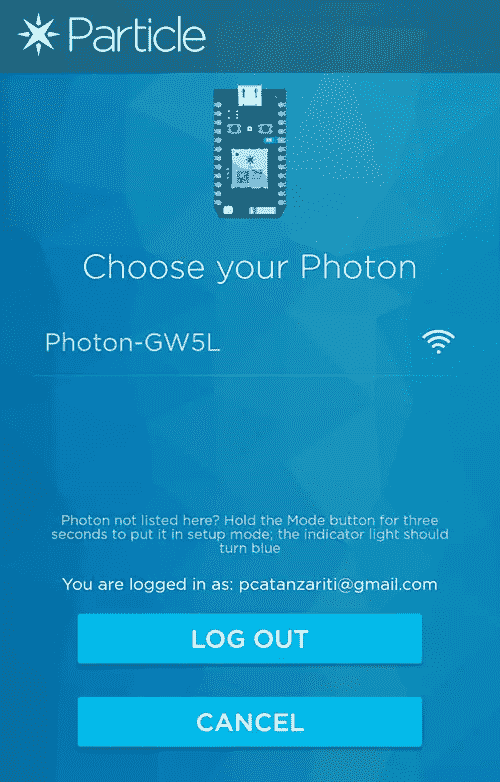 Particle
Choose your Photon
Photon-GW5L
Photon not listed here? Hold the Mode button for three
seconds to put it in setup mode; the indicator light should
turn blue
You are logged in as: pcatanzariti@gmail.com
LOG OUT
CANCEL